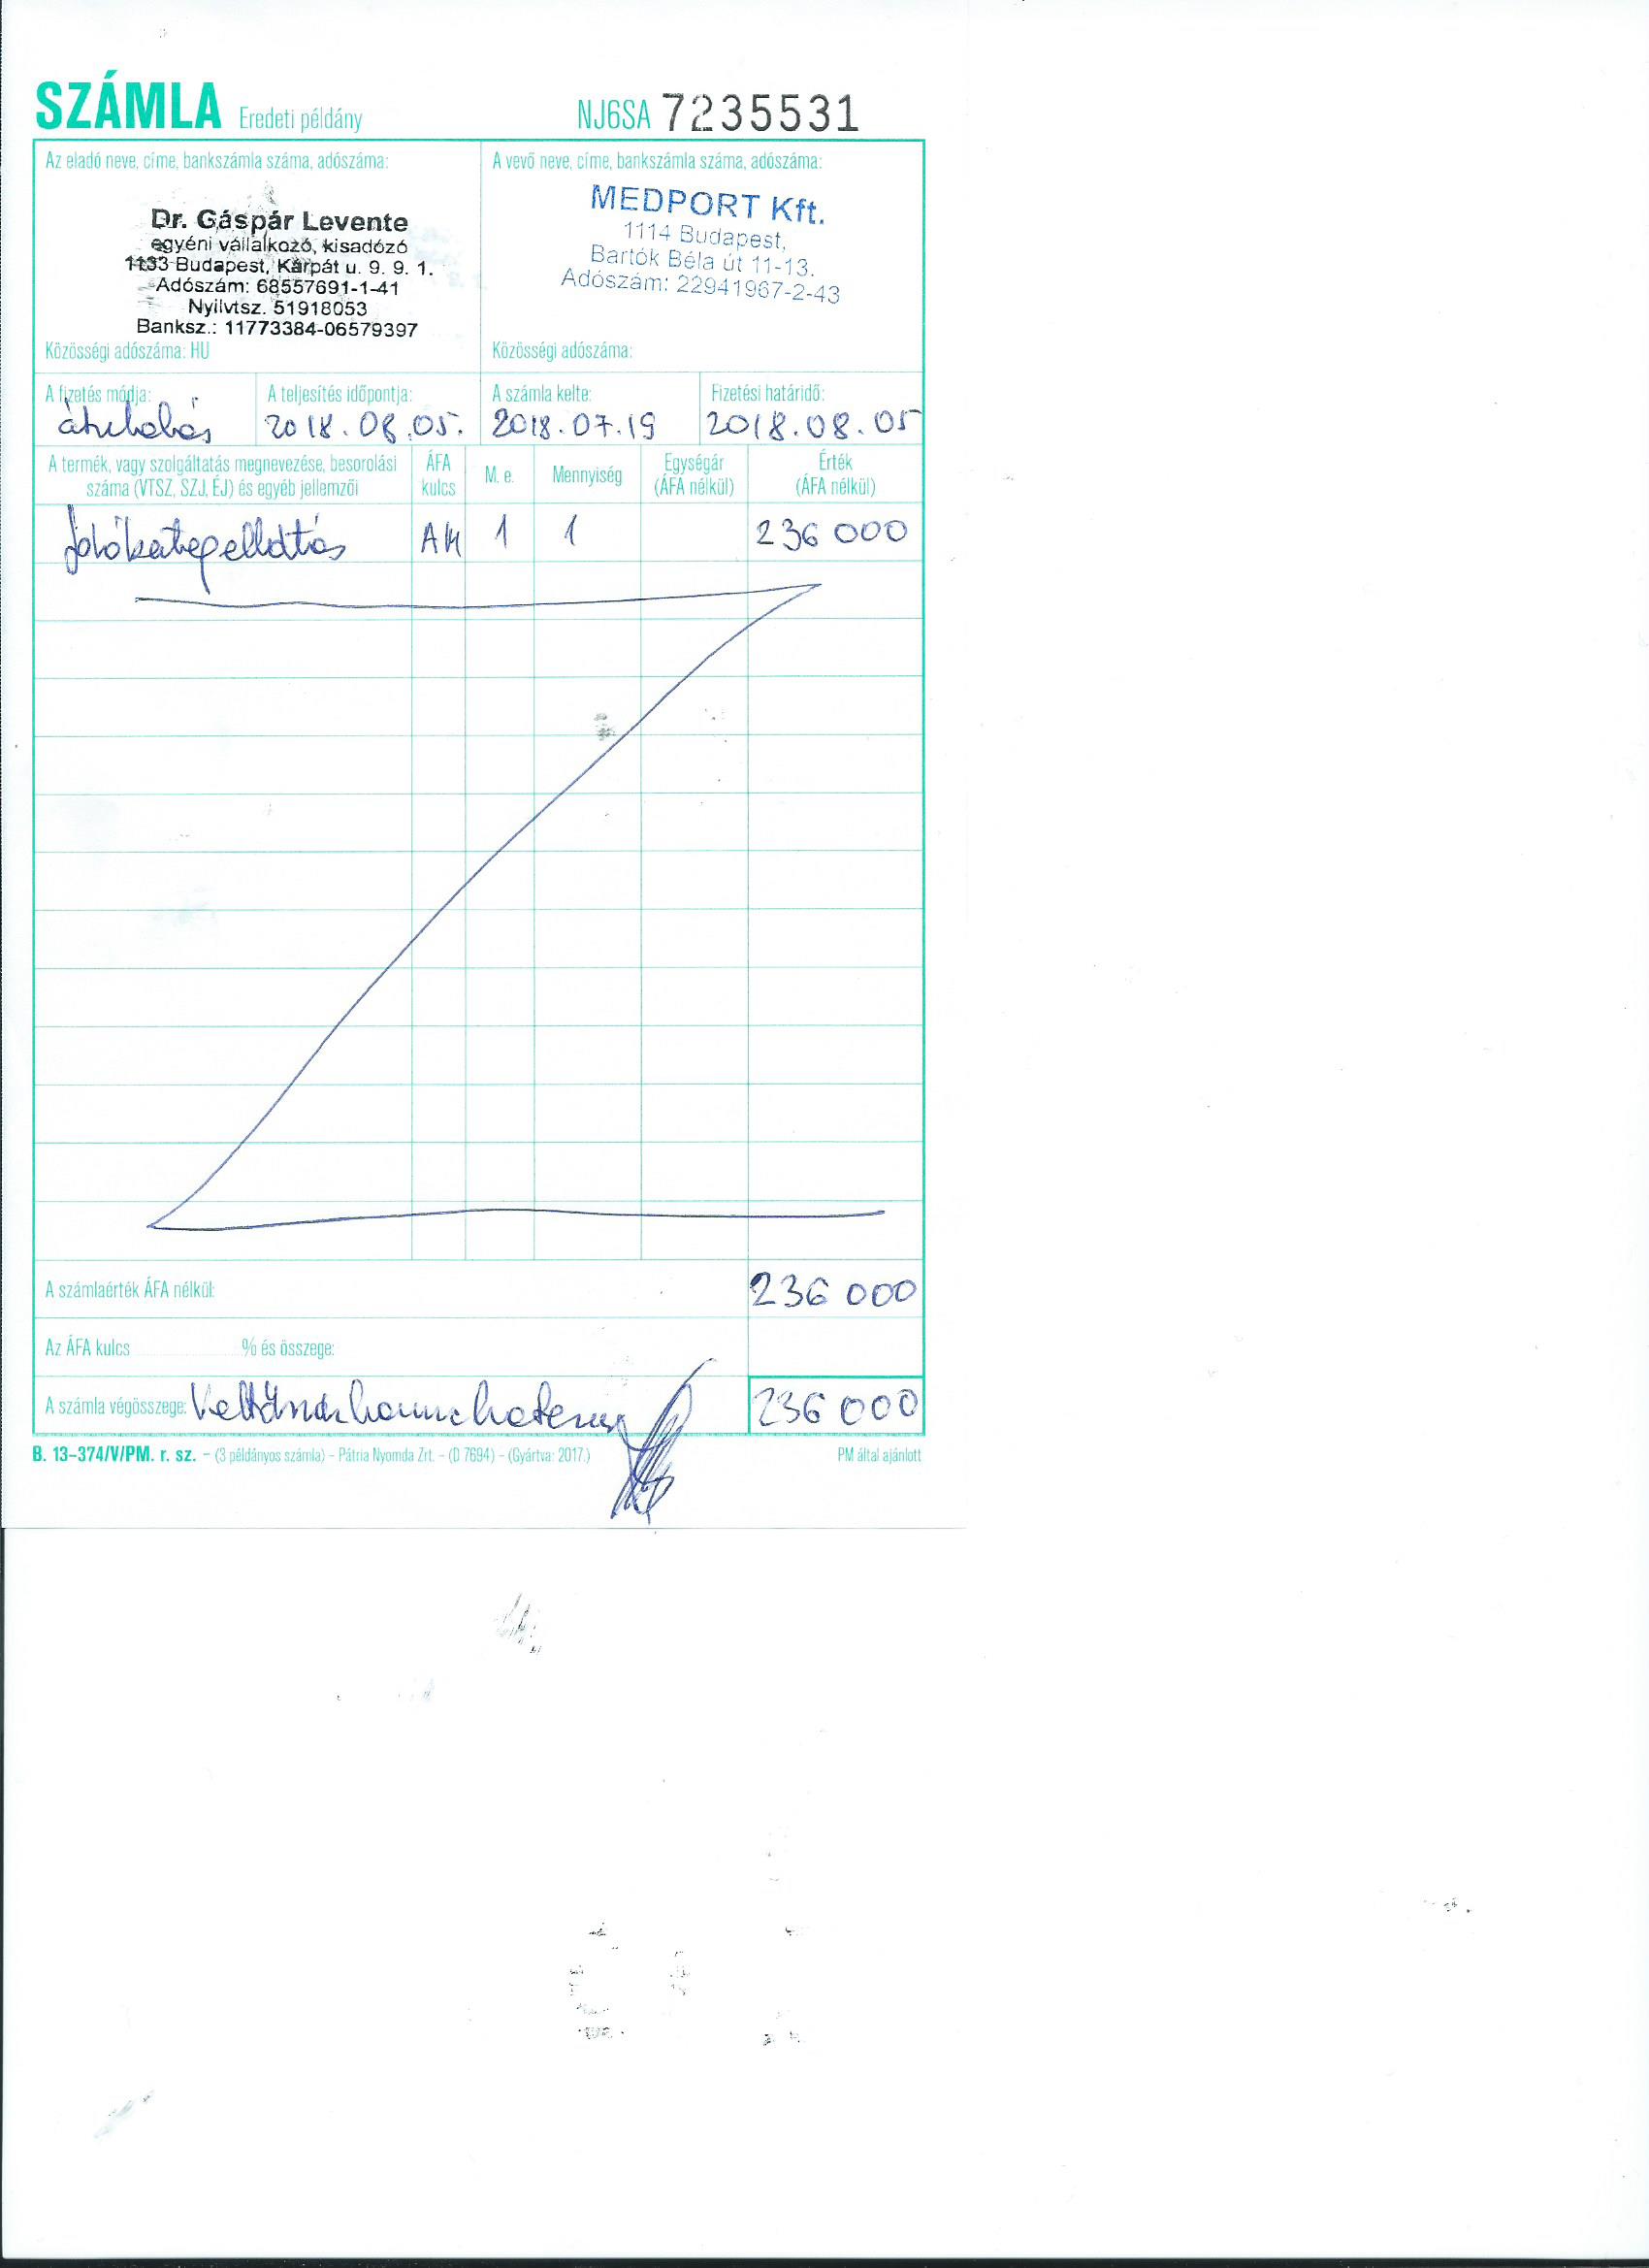 SZÁMLA Eredeti példány NJ6SA 7235531
Az eladó neve, címe, bankszámla száma, adószáma:
Dr. Gáspár Levente
egyéni vállalkozó, kisadózó
1133 Budapest, Kárpát u. 9. 9. 1.
Adószám: 68557691-1-41
Nyilvtsz. 51918053
Banksz.: 11773384-06579397
Közösségi adószáma: HU
A vevő neve, címe, bankszámla száma, adószáma:
MEDPORT Kft.
1114 Budapest,
Bartók Béla út 11-13.
Adószám: 22941967-2-43
Közösségi adószáma:
A fizetés módja: A teljesítés időpontja: A számla kelte: Fizetési határidő:
átutalás 2018.08.05. 2018.07.19 2018.08.05
A termék, vagy szolgáltatás megnevezése, besorolási száma (VTSZ, SZJ, ÉJ) és egyéb jellemzői
ÁFA kulcs
M. e.
Mennyiség
Egységár (ÁFA nélkül)
Érték (ÁFA nélkül)
1 1 236 000
A számlaérték ÁFA nélkül: 236 000
Az ÁFA kulcs % és összege:
A számla végösszege: 236 000
B. 13-374/V/PM. r. sz. – (3 példányos számla) – Pátria Nyomda Zrt. – (D 7694) – (Gyártva: 2017.) PM által ajánlott